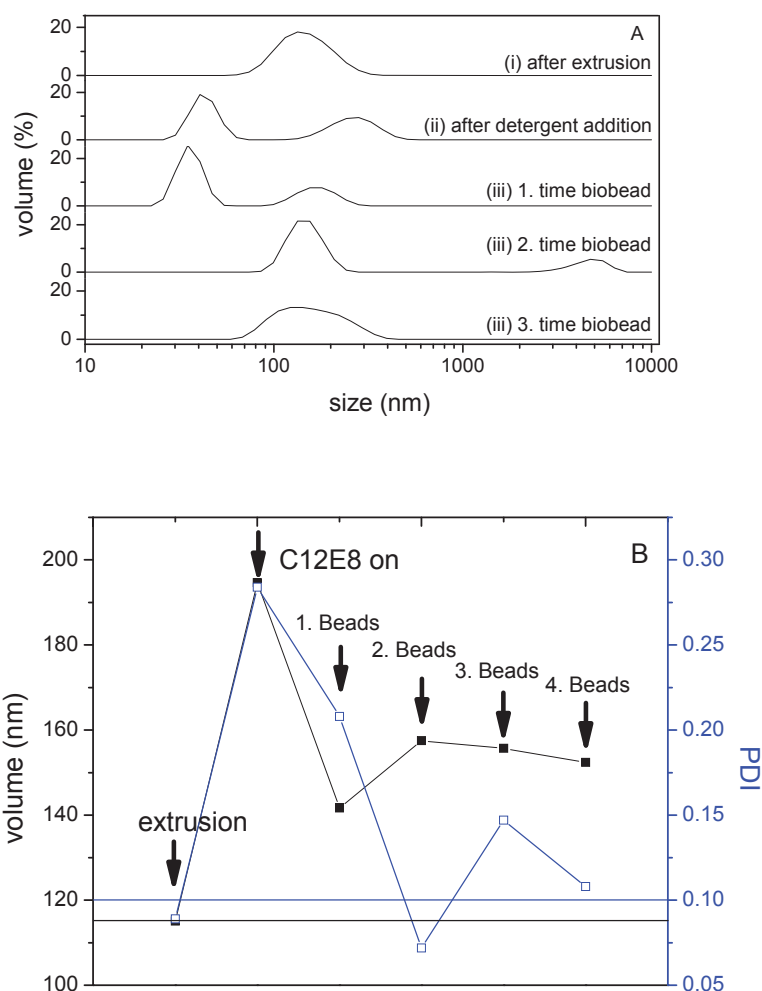 A
20
(i) after extrusion
0
20
(ii) after detergent addition
0
20
(iii) 1. time biobead
0
20
(iii) 2. time biobead
0
20
(iii) 3. time biobead
0
volume (%)
10 100 1000 10000
size (nm)
B
200
180
160
140
120
100
volume (nm)
C12E8 on
1. Beads
2. Beads
3. Beads
4. Beads
extrusion
0.30
0.25
0.20
0.15
0.10
0.05
PDI